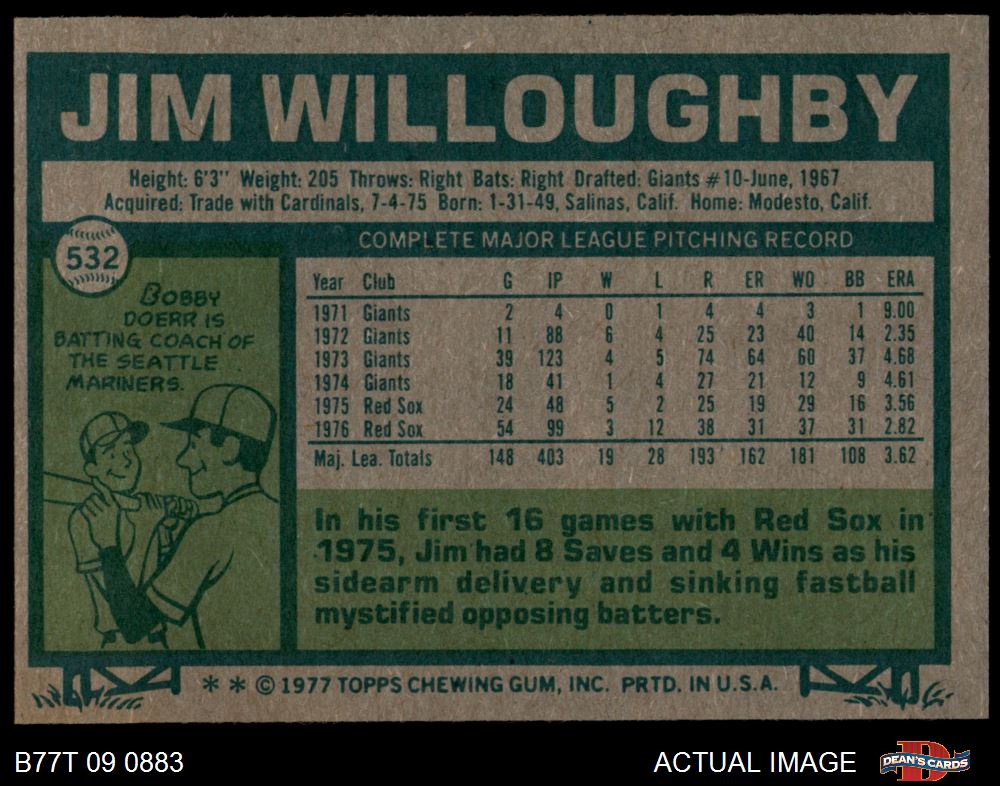 JIM WILLOUGHBY
Height: 6'3" Weight: 205 Throws: Right Bats: Right Drafted: Giants #10-June, 1967
Acquired: Trade with Cardinals, 7-4-75 Born: 1-31-49, Salinas, Calif. Home: Modesto, Calif.
532
BOBBY
DOERR IS
BATTING COACH OF
THE SEATTLE
MARINERS.
COMPLETE MAJOR LEAGUE PITCHING RECORD
Year Club G IP W L R ER WO BB ERA
1971 Giants 2 4 0 1 4 4 3 1 9.00
1972 Giants 11 88 6 4 25 23 40 14 2.35
1973 Giants 39 123 4 5 74 64 60 37 4.68
1974 Giants 18 41 1 4 27 21 12 9 4.61
1975 Red Sox 24 48 5 2 25 19 29 16 3.56
1976 Red Sox 54 99 3 12 38 31 37 31 2.82
Maj. Lea. Totals 148 403 19 28 193 162 181 108 3.62
In his first 16 games with Red Sox in
1975, Jim had 8 Saves and 4 Wins as his
sidearm delivery and sinking fastball
mystified opposing batters.
* * © 1977 TOPPS CHEWING GUM, INC. PRTD. IN U.S.A.
B77T 09 0883
ACTUAL IMAGE
D
DEAN'S CARDS